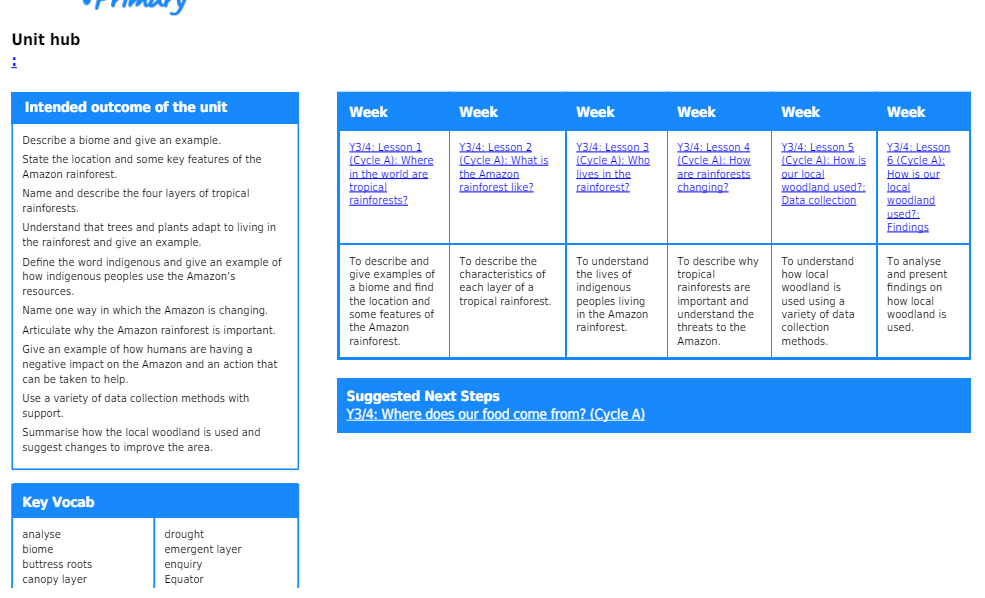 Primary
Unit hub
:
Intended outcome of the unit
Describe a biome and give an example.
State the location and some key features of the
Amazon rainforest.
Name and describe the four layers of tropical
rainforests.
Understand that trees and plants adapt to living in
the rainforest and give an example.
Define the word indigenous and give an example of
how indigenous peoples use the Amazon’s
resources.
Name one way in which the Amazon is changing.
Articulate why the Amazon rainforest is important.
Give an example of how humans are having a
negative impact on the Amazon and an action that
can be taken to help.
Use a variety of data collection methods with
support.
Summarise how the local woodland is used and
suggest changes to improve the area.
Key Vocab
analyse
biome
buttress roots
canopy layer
drought
emergent layer
enquiry
Equator
Week
Week
Week
Week
Week
Week
Y3/4: Lesson 1
(Cycle A): Where
in the world are
tropical
rainforests?
Y3/4: Lesson 2
(Cycle A): What is
the Amazon
rainforest like?
Y3/4: Lesson 3
(Cycle A): Who
lives in the
rainforest?
Y3/4: Lesson 4
(Cycle A): How
are rainforests
changing?
Y3/4: Lesson 5
(Cycle A): How is
our local
woodland used?:
Data collection
Y3/4: Lesson
6 (Cycle A):
How is our
local
woodland
used?:
Findings
To describe and
give examples of
a biome and find
the location and
some features of
the Amazon
rainforest.
To describe the
characteristics of
each layer of a
tropical rainforest.
To understand
the lives of
indigenous
peoples living
in the Amazon
rainforest.
To describe why
tropical
rainforests are
important and
understand the
threats to the
Amazon.
To understand
how local
woodland is
used using a
variety of data
collection
methods.
To analyse
and present
findings on
how local
woodland is
used.
Suggested Next Steps
Y3/4: Where does our food come from? (Cycle A)